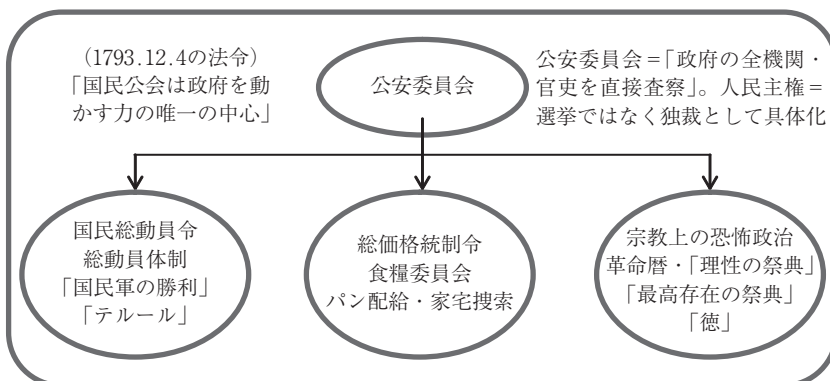 (1793.12.4の法令)
「国民公会は政府を動
かす力の唯一の中心」
公安委員会
公安委員会=「政府の全機関・
官吏を直接査察」。人民主権=
選挙ではなく独裁として具体化
国民総動員令
総動員体制
「国民軍の勝利」
「テルール」
総価格統制令
食糧委員会
パン配給・家宅捜索
宗教上の恐怖政治
革命暦・「理性の祭典」
「最高存在の祭典」
「徳」